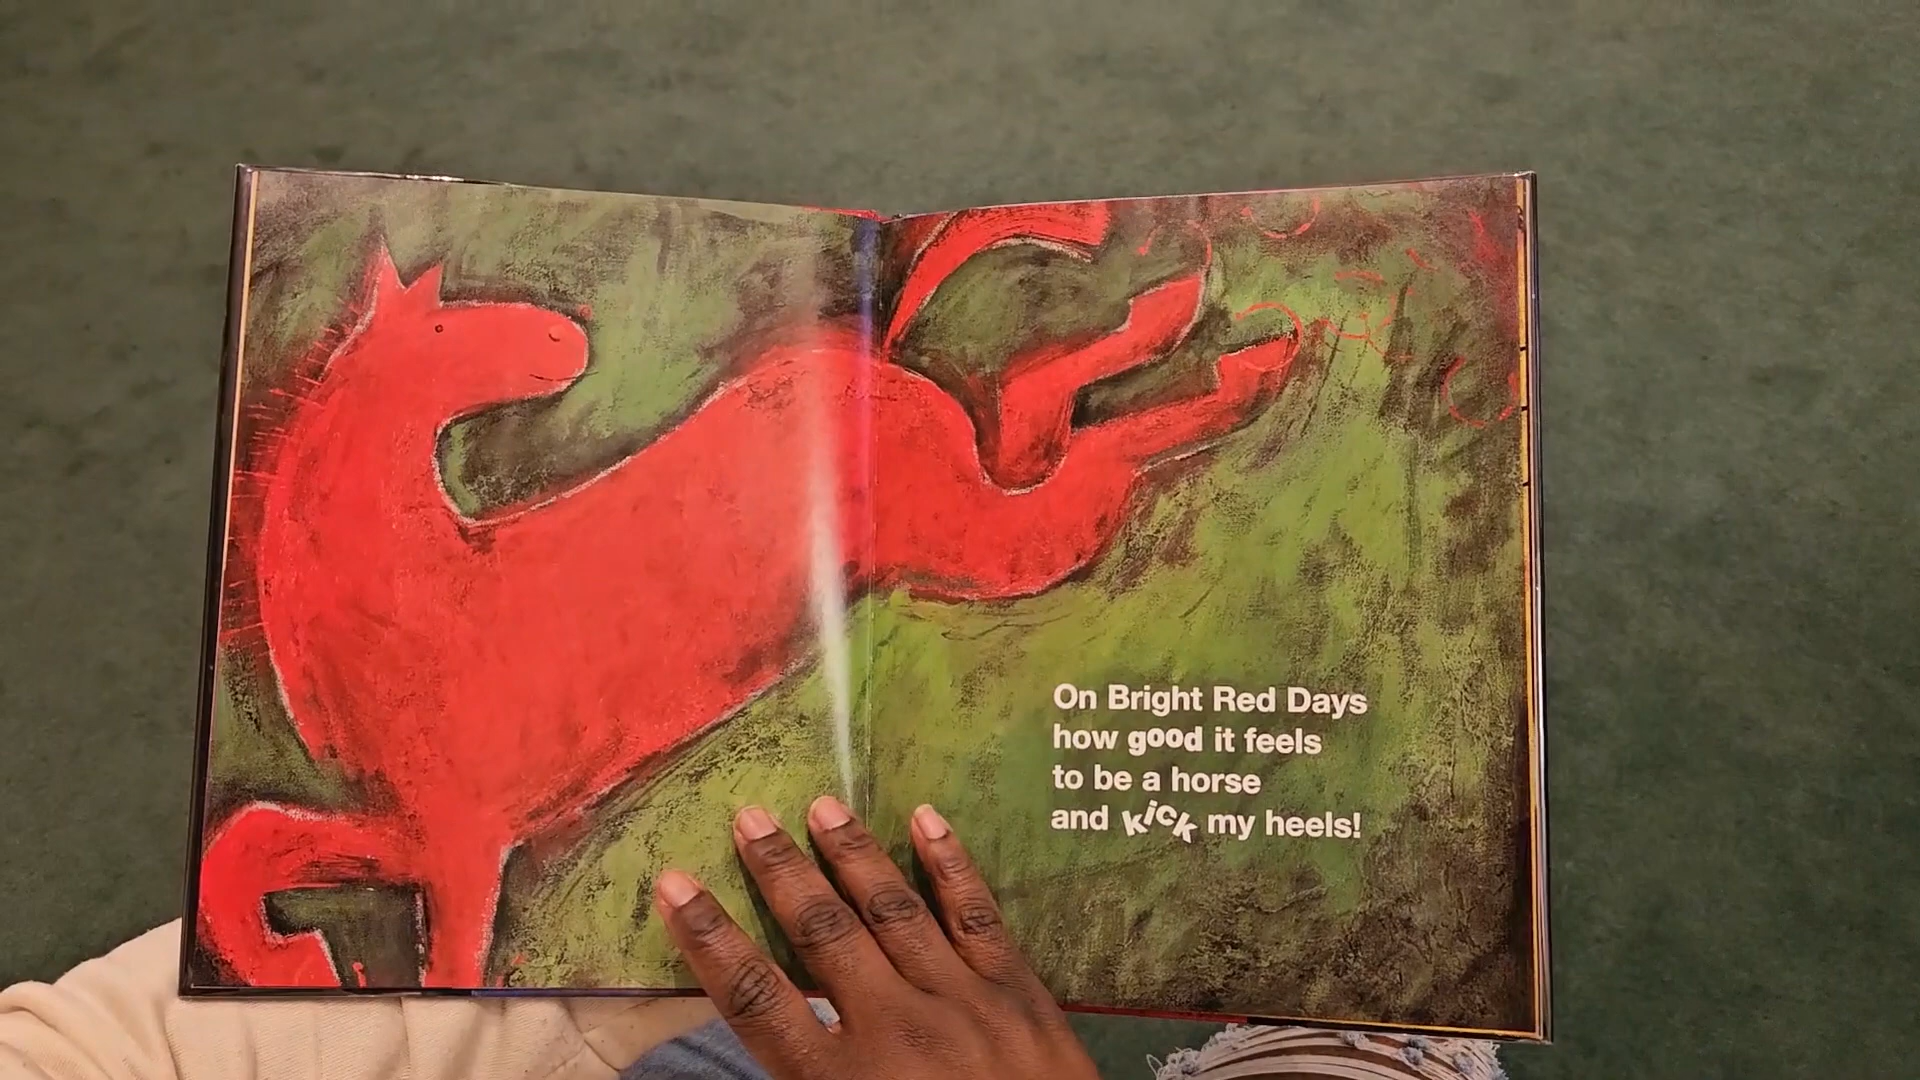 On Bright Red Days
how good it feels
to be a horse
and kick my heels!